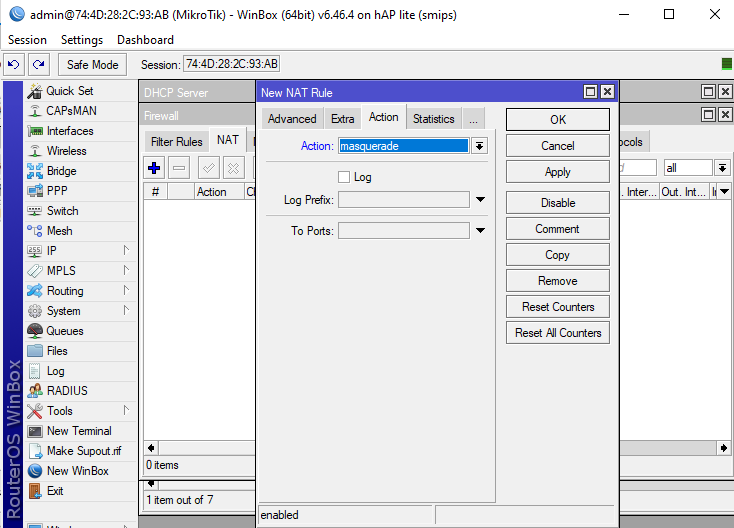 admin@74:4D:28:2C:93:AB (MikroTik) - WinBox (64bit) v6.46.4 on hAP lite (smips)
Session Settings Dashboard
Safe Mode Session: 74:4D:28:2C:93:AB
Quick Set
CAPsMAN
Interfaces
Wireless
Bridge
PPP
Switch
Mesh
IP
MPLS
Routing
System
Queues
Files
Log
RADIUS
Tools
New Terminal
Make Supout.rif
New WinBox
Exit
RouterOS WinBox
DHCP Server
Firewall
Filter Rules NAT
all
# Action
Inter... Out. Int...
0 items
1 item out of 7
New NAT Rule
Advanced Extra Action Statistics ...
Action: masquerade
Log
Log Prefix:
To Ports:
OK
Cancel
Apply
Disable
Comment
Copy
Remove
Reset Counters
Reset All Counters
enabled